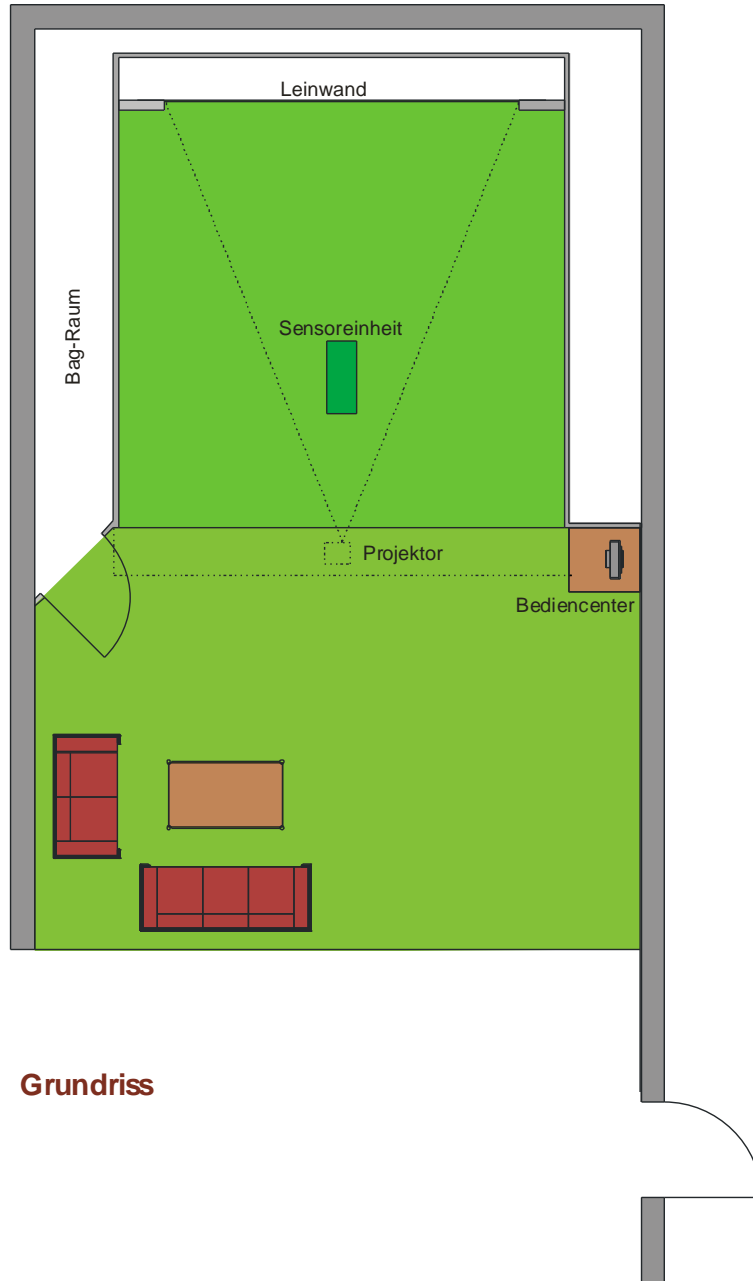 Leinwand
Bag-Raum
Sensoreinheit
Projektor
Bediencenter
Grundriss